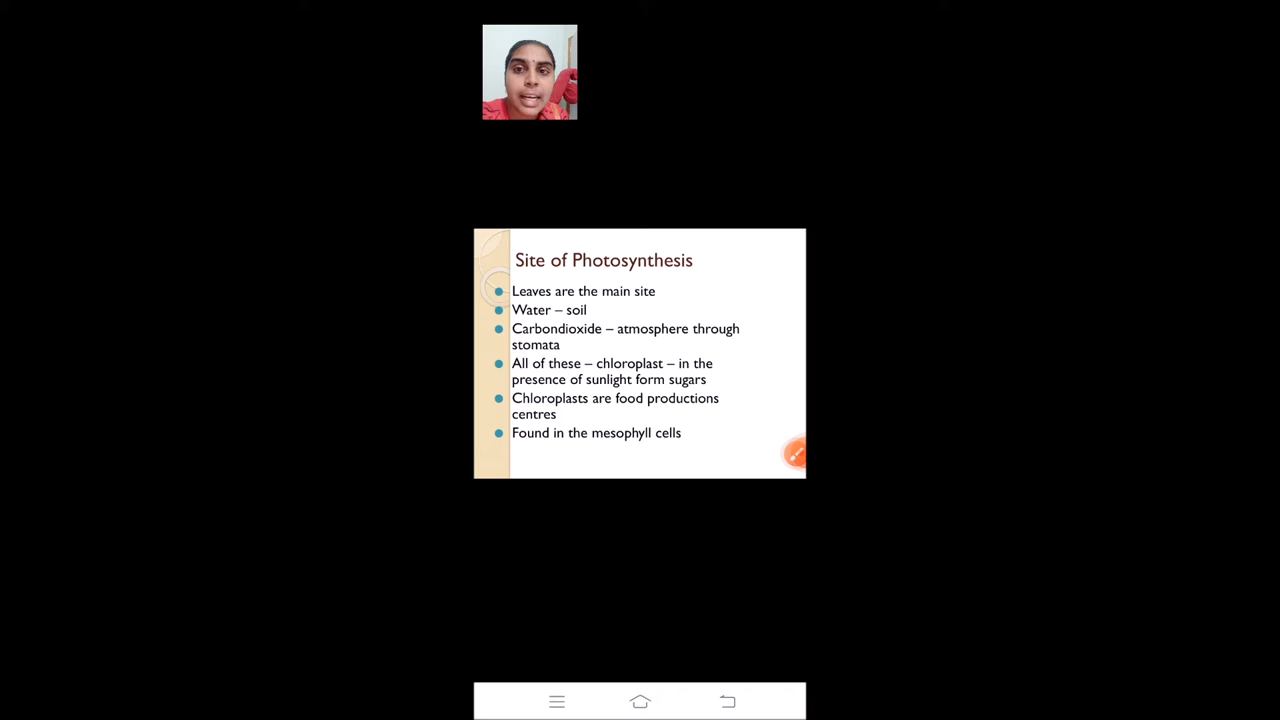 Site of Photosynthesis
Leaves are the main site
Water – soil
Carbondioxide – atmosphere through
stomata
All of these – chloroplast – in the
presence of sunlight form sugars
Chloroplasts are food productions
centres
Found in the mesophyll cells